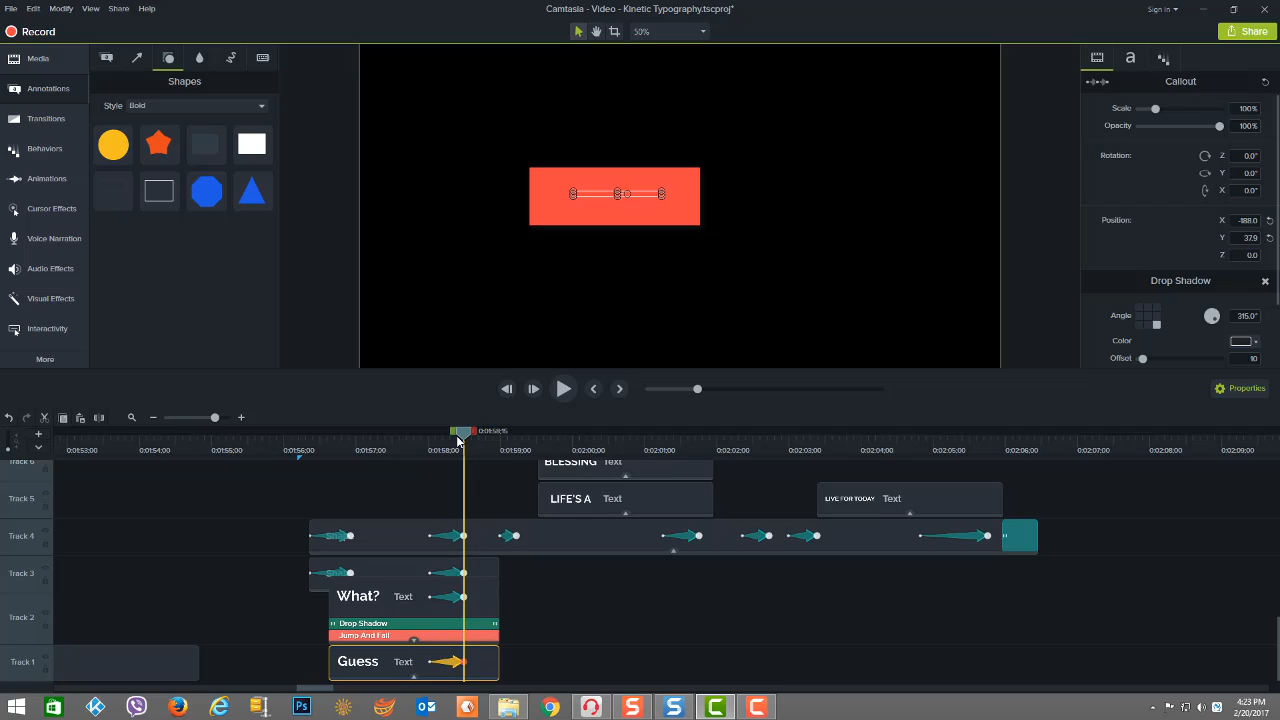 File Edit Modify View Share Help
Camtasia - Video - Kinetic Typography.tscproj*
Sign in
Record
50%
Share
Media
Annotations
Transitions
Behaviors
Animations
Cursor Effects
Voice Narration
Audio Effects
Visual Effects
Interactivity
More
Shapes
Style Bold
a
Callout
Scale 100%
Opacity 100%
Rotation: Z 0.0°
Y 0.0°
X 0.0°
Position: X -188.0
Y 37.9
Z 0.0
Drop Shadow
Angle 315.0°
Color
Offset 10
Properties
0:01:58;15
0:01:53:00 0:01:54:00 0:01:55:00 0:01:56:00 0:01:57:00 0:01:58:00 0:01:59:00 0:02:00:00 0:02:01:00 0:02:02:00 0:02:03:00 0:02:04:00 0:02:05:00 0:02:06:00 0:02:07:00 0:02:08:00 0:02:09:00
Track 6 BLESSING Text
Track 5 LIFE'S A Text LIVE FOR TODAY Text
Track 4
Track 3
Track 2 What? Text
Drop Shadow
Jump And Fall
Track 1 Guess Text
4:23 PM
2/20/2017